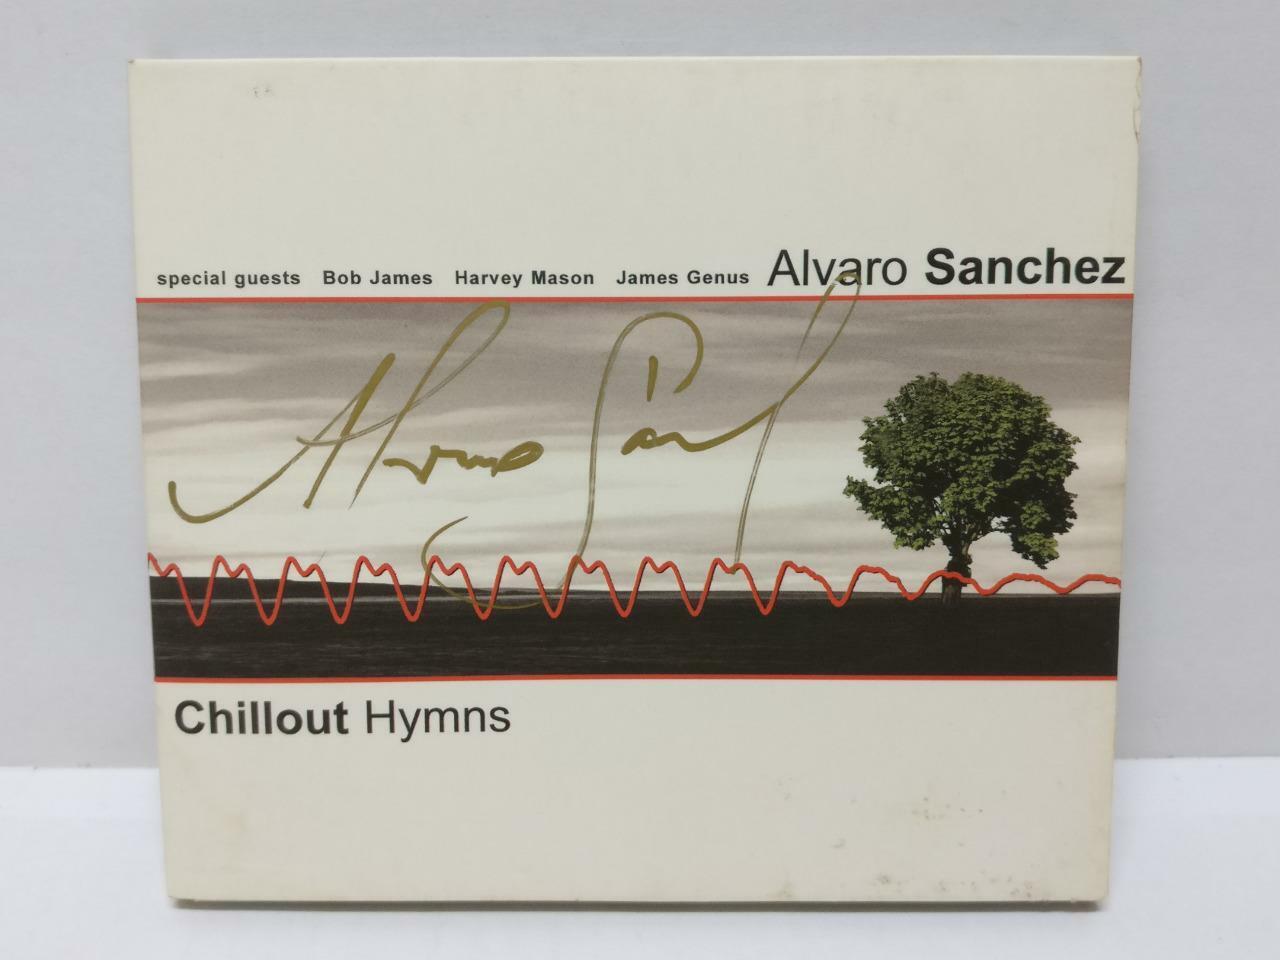 special guests Bob James Harvey Mason James Genus Alvaro Sanchez
Chillout Hymns